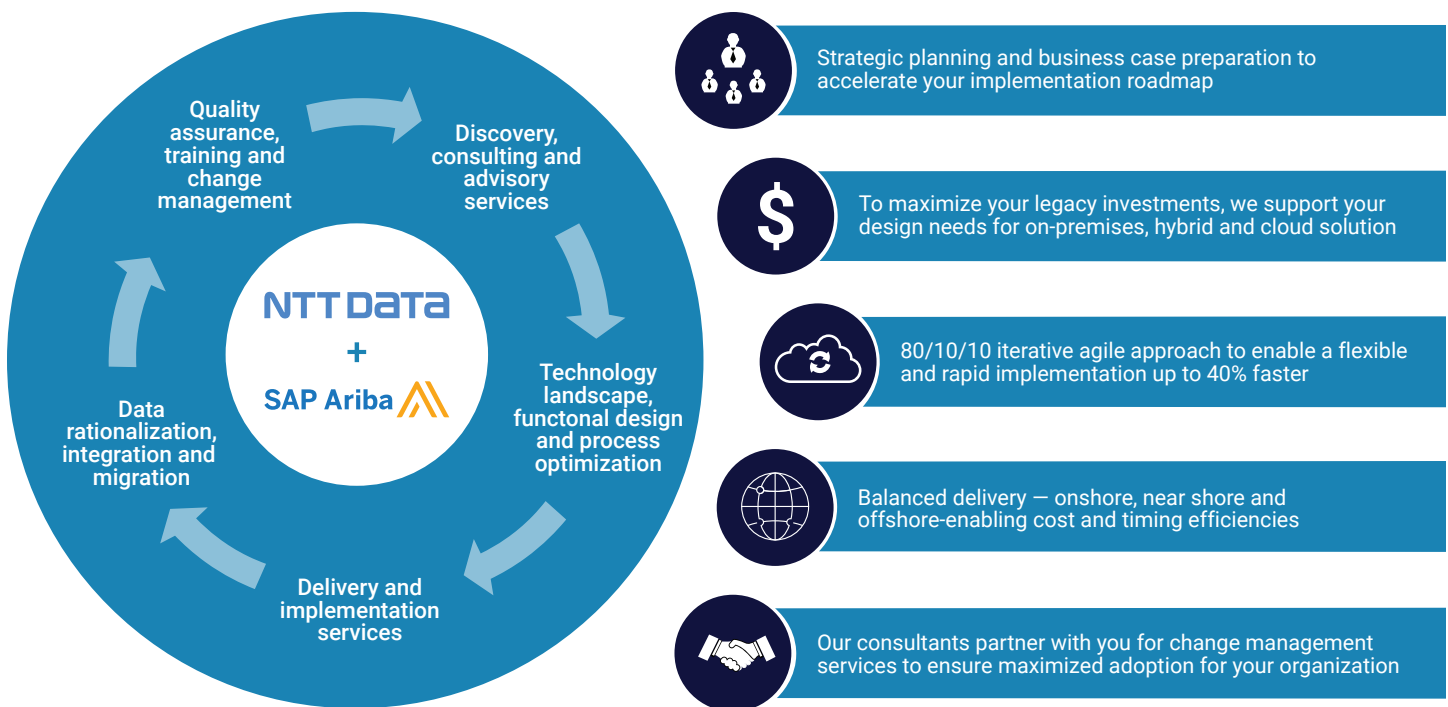 Quality
assurance,
training and
change
management
Discovery,
consulting and
advisory
services
Technology
landscape,
functonal design
and process
optimization
Delivery and
implementation
services
Data
rationalization,
integration and
migration
NTT DATA
+
SAP Ariba
Strategic planning and business case preparation to
accelerate your implementation roadmap
$
To maximize your legacy investments, we support your
design needs for on-premises, hybrid and cloud solution
80/10/10 iterative agile approach to enable a flexible
and rapid implementation up to 40% faster
Balanced delivery — onshore, near shore and
offshore-enabling cost and timing efficiencies
Our consultants partner with you for change management
services to ensure maximized adoption for your organization